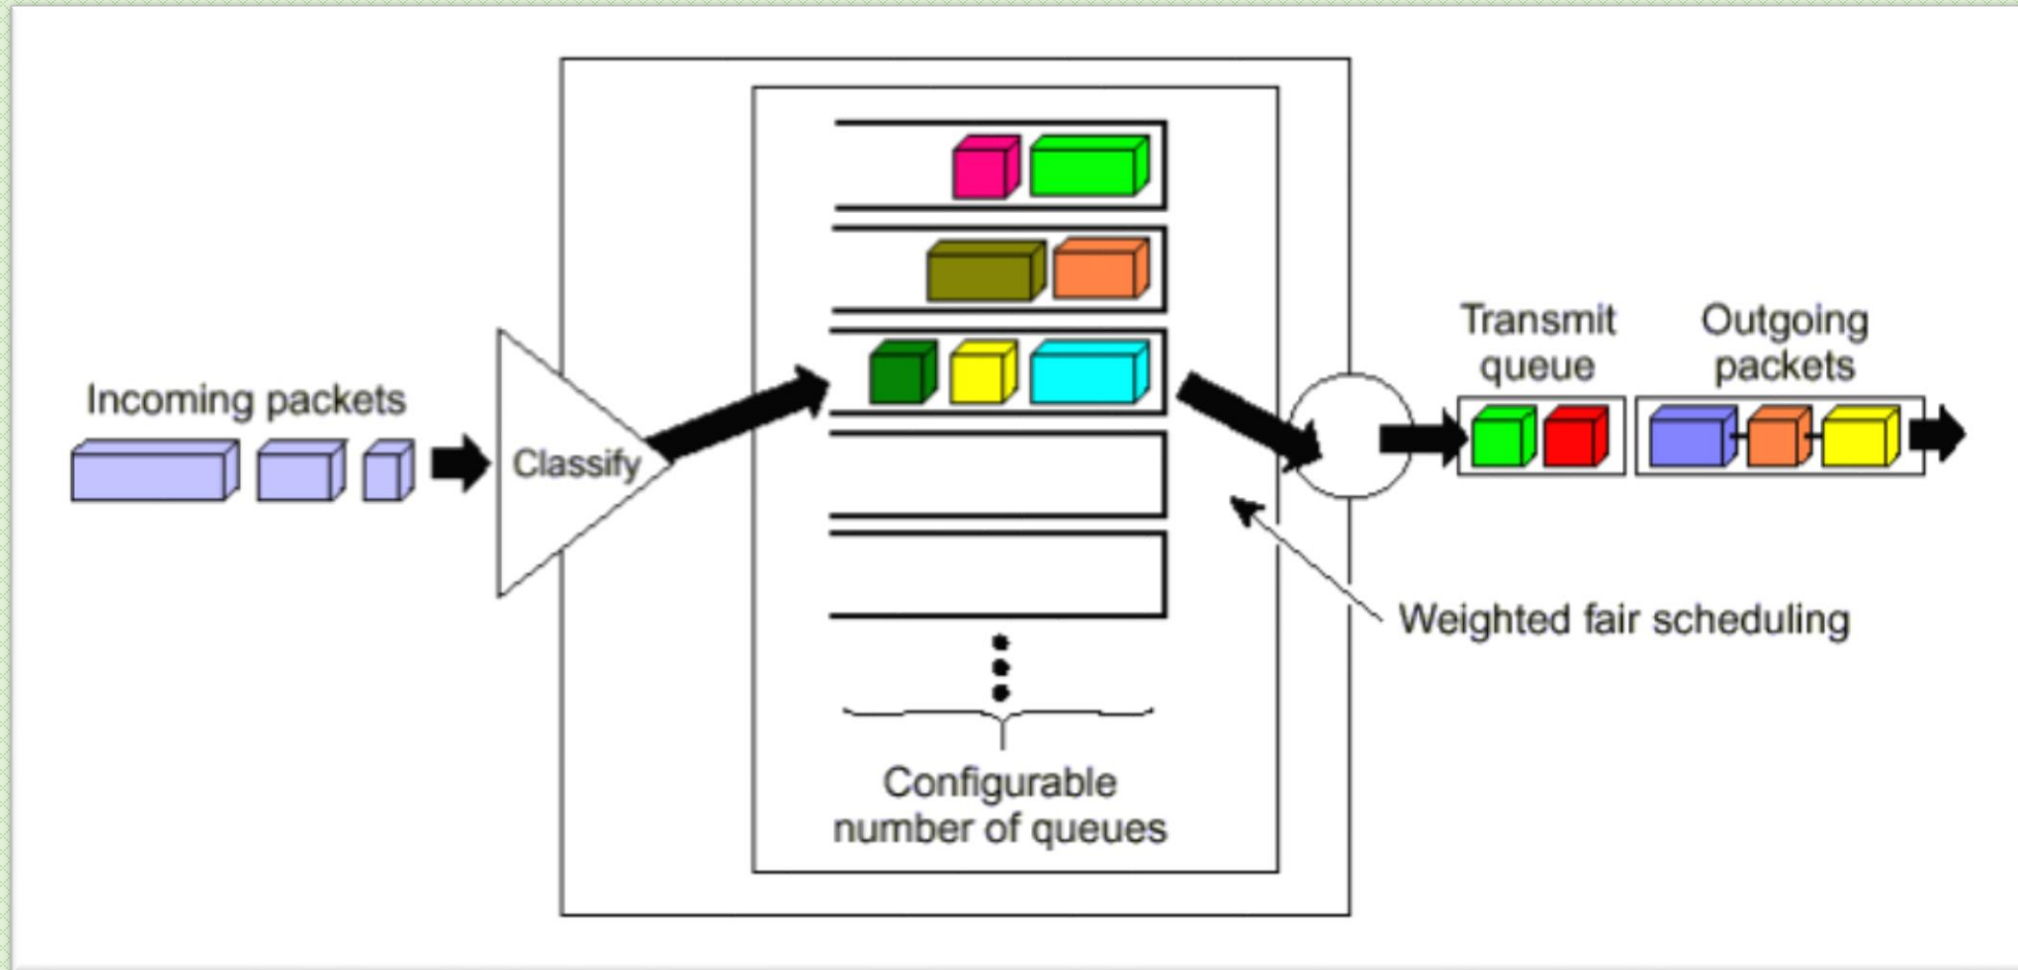 Incoming packets
Classify
Configurable
number of queues
Weighted fair scheduling
Transmit
queue
Outgoing
packets